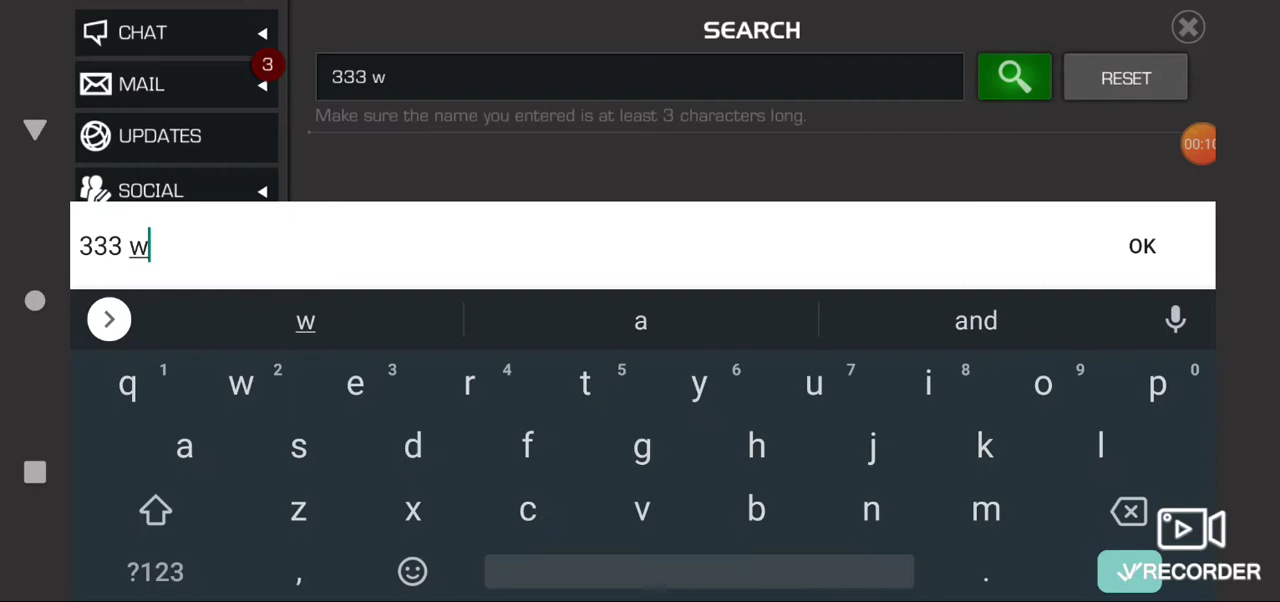 SEARCH
CHAT
3
333 w
RESET
MAIL
Make sure the name you entered is at least 3 characters long.
UPDATES
00:10
SOCIAL
333 w
OK
w a and
q 1 w 2 e 3 r 4 t 5 y 6 u 7 i 8 o 9 p 0
a s d f g h j k l
z x c v b n m
?123 , .
VRECORDER